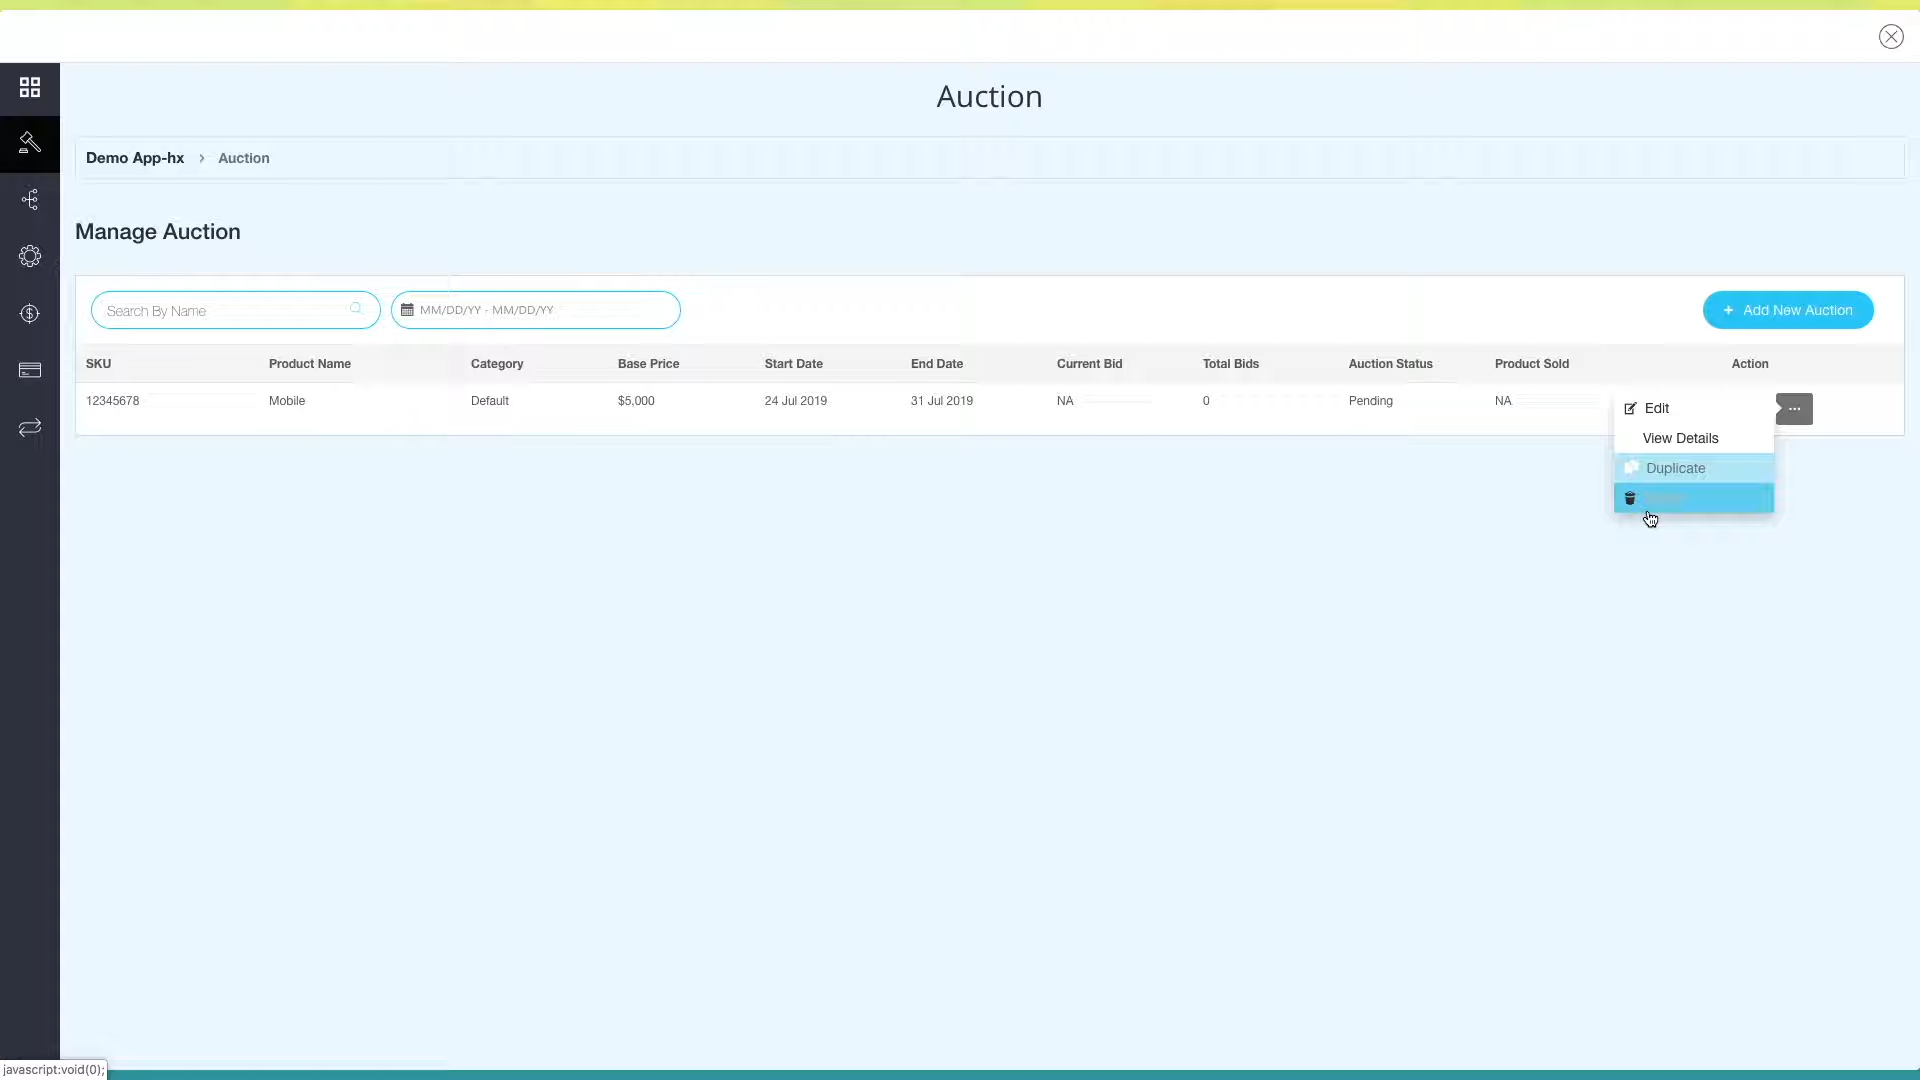 Auction
Demo App-hx > Auction
Manage Auction
Search By Name
MM/DD/YY - MM/DD/YY
+ Add New Auction
SKU Product Name Category Base Price Start Date End Date Current Bid Total Bids Auction Status Product Sold Action
12345678 Mobile Default $5,000 24 Jul 2019 31 Jul 2019 NA 0 Pending NA
Edit
View Details
Duplicate
javascript:void(0);